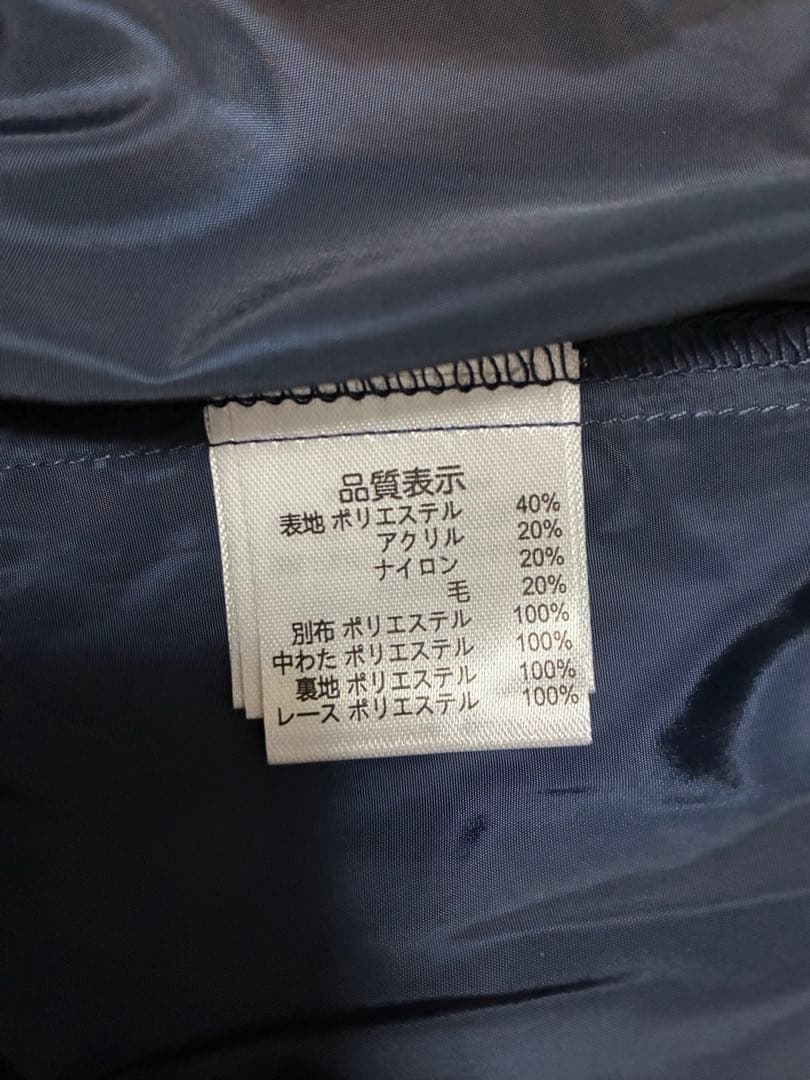 品質表示
表地 ポリエステル 40%
アクリル 20%
ナイロン 20%
毛 20%
別布 ポリエステル 100%
中わた ポリエステル 100%
裏地 ポリエステル 100%
レース ポリエステル 100%